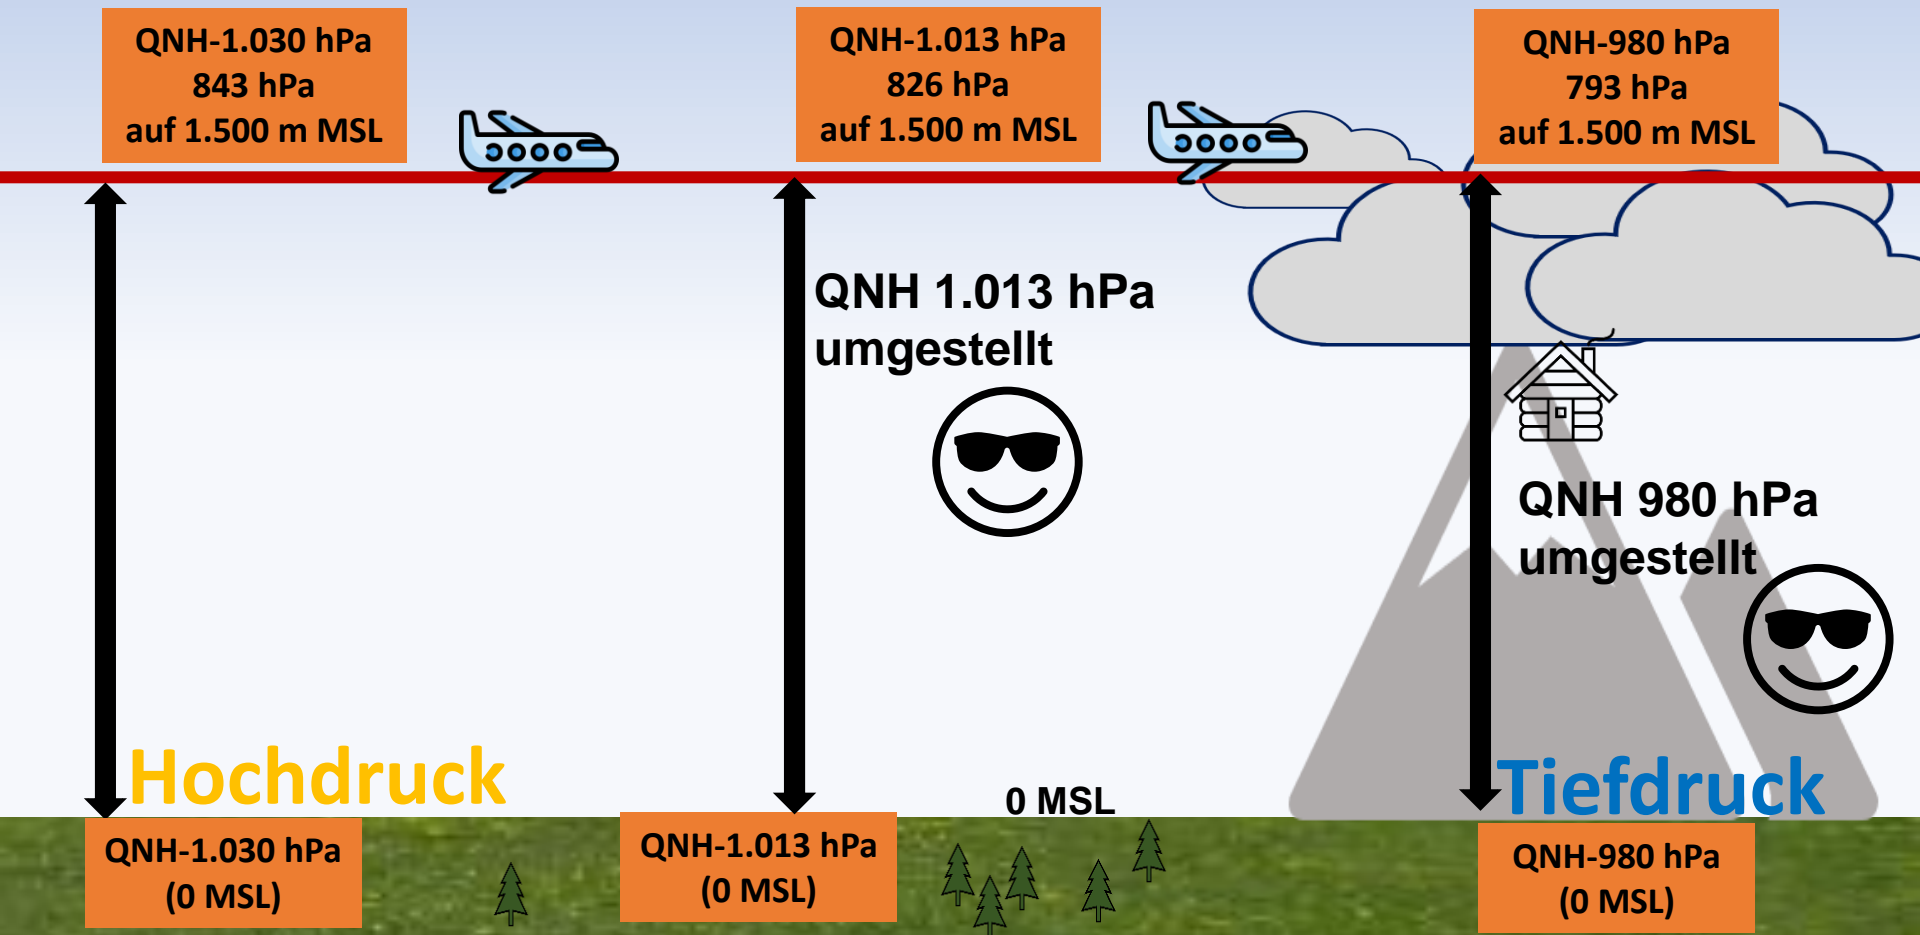 QNH-1.030 hPa
843 hPa
auf 1.500 m MSL
QNH-1.013 hPa
826 hPa
auf 1.500 m MSL
QNH-980 hPa
793 hPa
auf 1.500 m MSL
QNH 1.013 hPa
umgestellt
QNH 980 hPa
umgestellt
Hochdruck
0 MSL
Tiefdruck
QNH-1.030 hPa
(0 MSL)
QNH-1.013 hPa
(0 MSL)
QNH-980 hPa
(0 MSL)